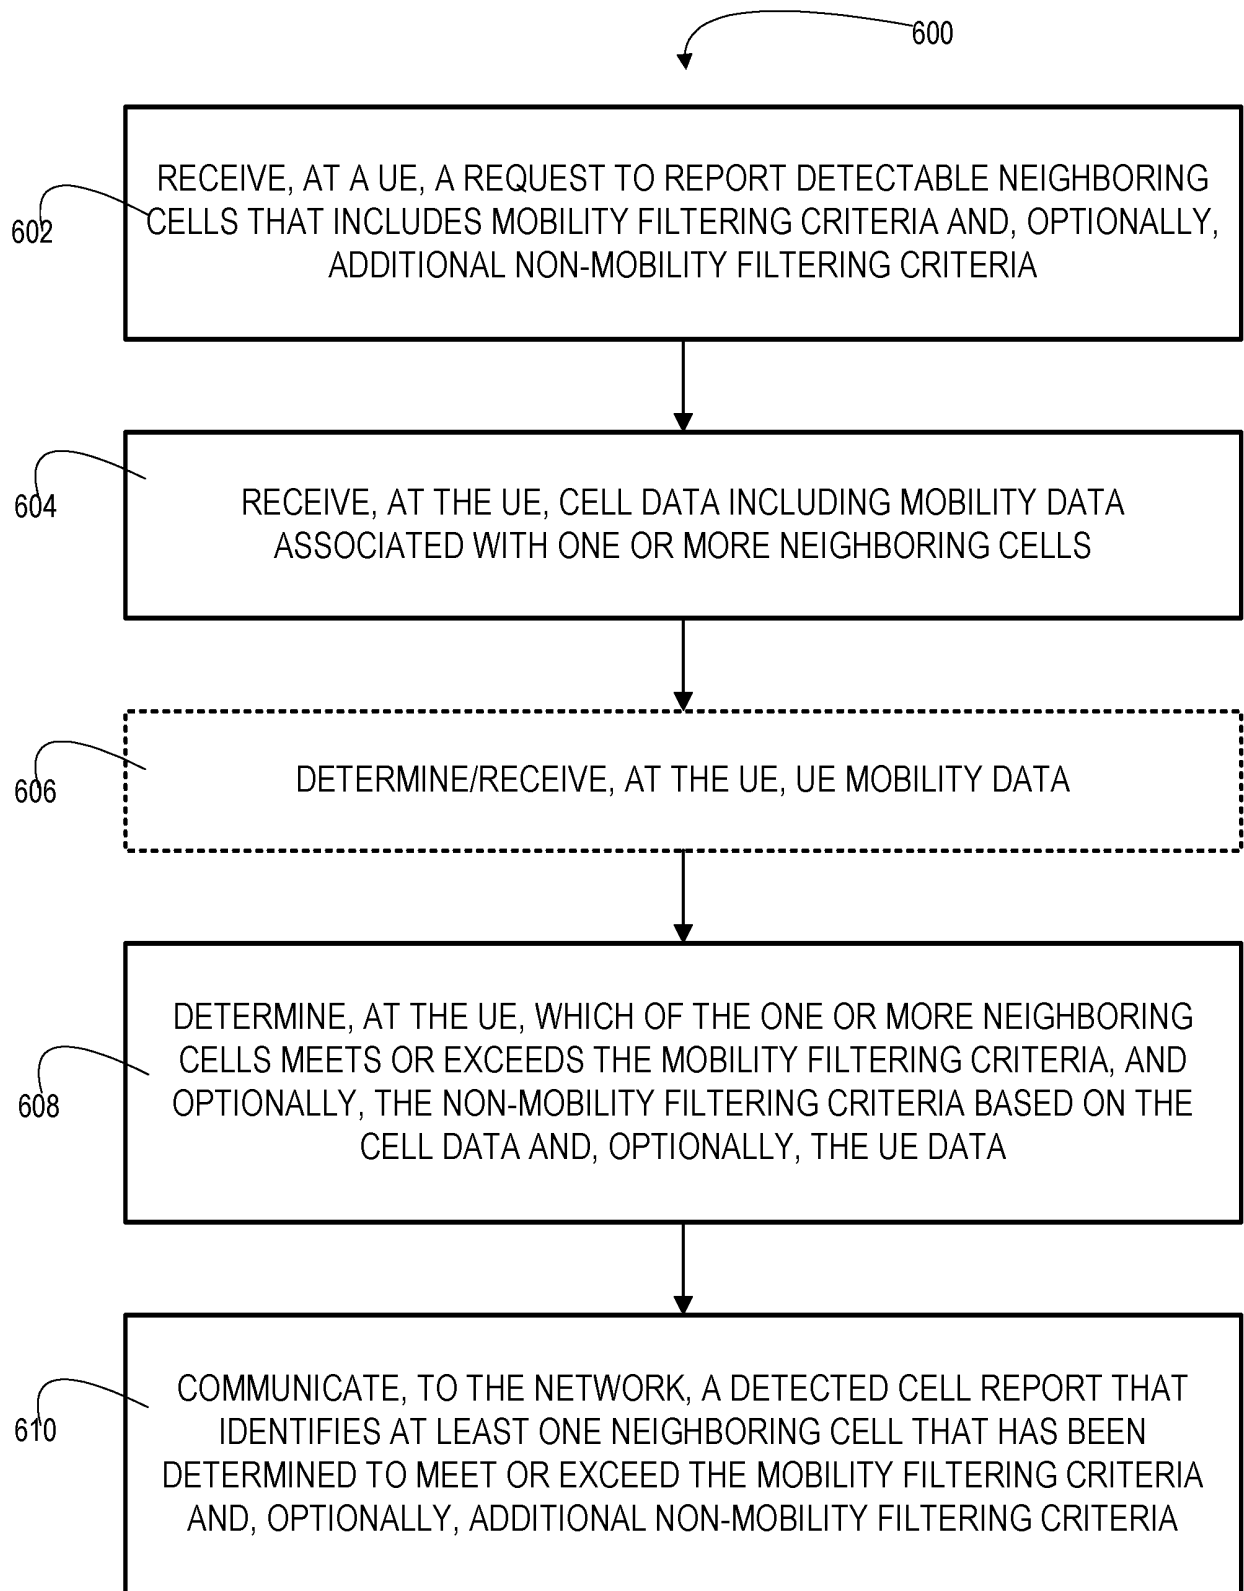 600
RECEIVE, AT A UE, A REQUEST TO REPORT DETECTABLE NEIGHBORING
CELLS THAT INCLUDES MOBILITY FILTERING CRITERIA AND, OPTIONALLY,
ADDITIONAL NON-MOBILITY FILTERING CRITERIA
602
RECEIVE, AT THE UE, CELL DATA INCLUDING MOBILITY DATA
ASSOCIATED WITH ONE OR MORE NEIGHBORING CELLS
604
DETERMINE/RECEIVE, AT THE UE, UE MOBILITY DATA
606
DETERMINE, AT THE UE, WHICH OF THE ONE OR MORE NEIGHBORING
CELLS MEETS OR EXCEEDS THE MOBILITY FILTERING CRITERIA, AND
OPTIONALLY, THE NON-MOBILITY FILTERING CRITERIA BASED ON THE
CELL DATA AND, OPTIONALLY, THE UE DATA
608
COMMUNICATE, TO THE NETWORK, A DETECTED CELL REPORT THAT
IDENTIFIES AT LEAST ONE NEIGHBORING CELL THAT HAS BEEN
DETERMINED TO MEET OR EXCEED THE MOBILITY FILTERING CRITERIA
AND, OPTIONALLY, ADDITIONAL NON-MOBILITY FILTERING CRITERIA
610